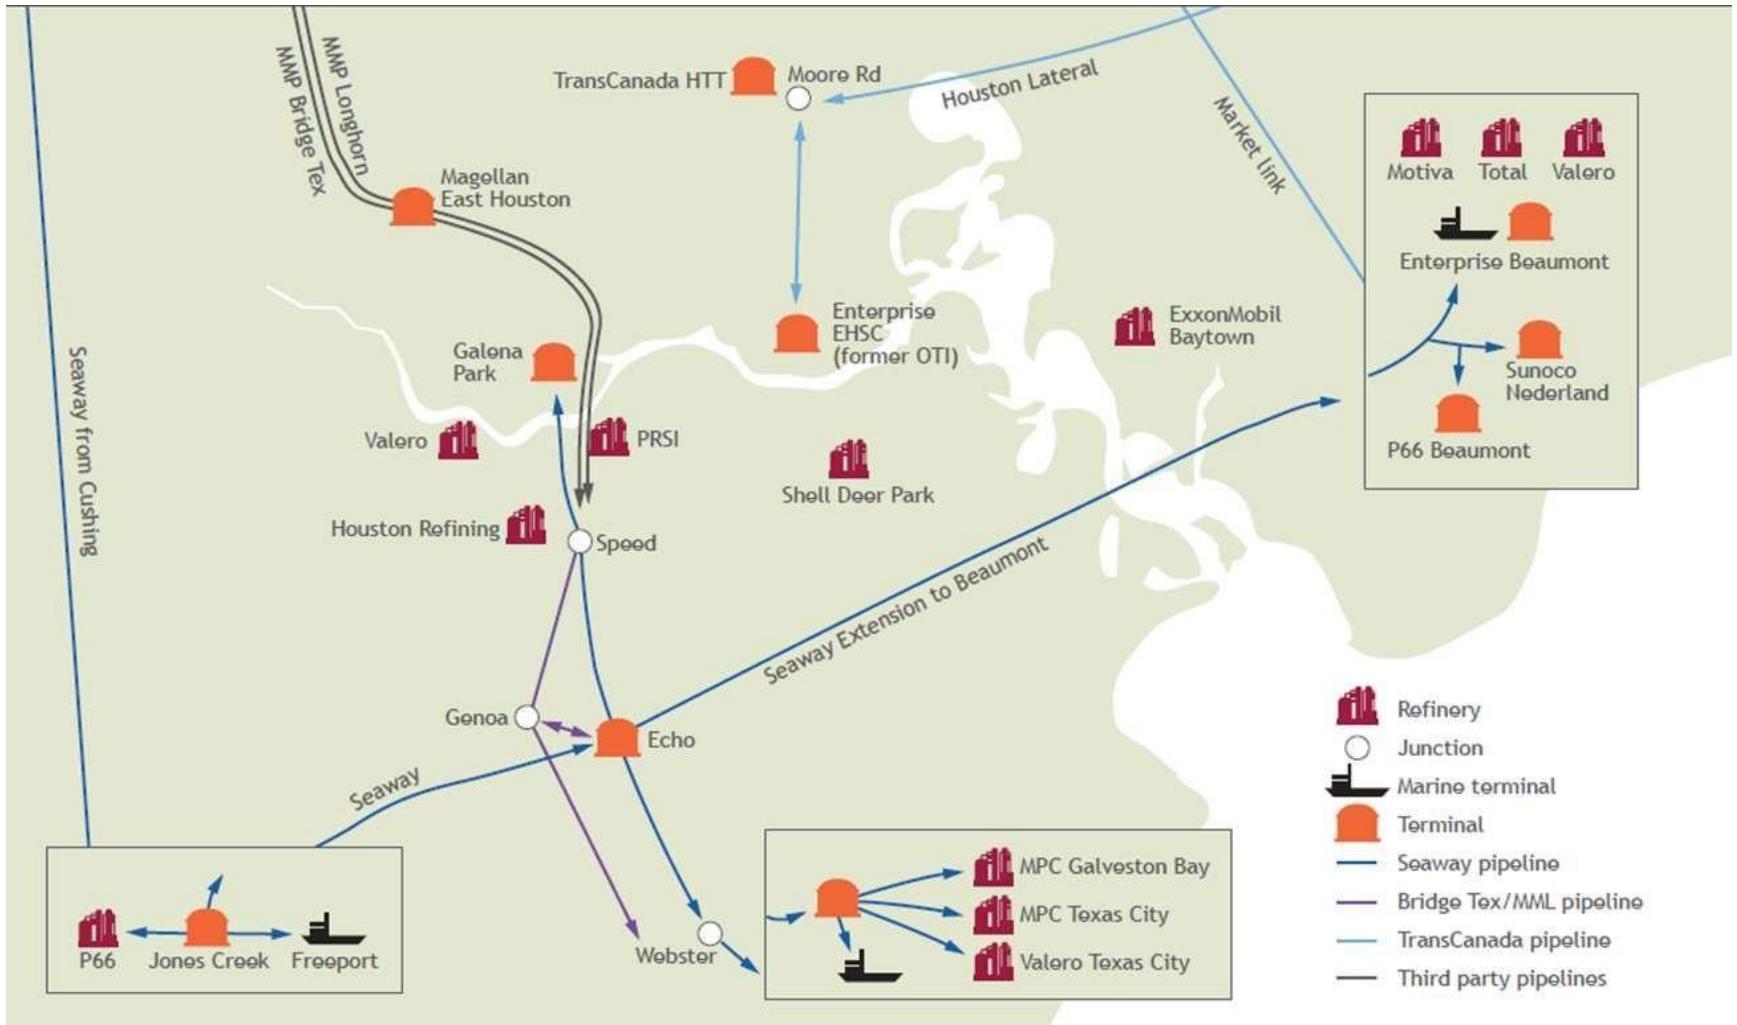 MMP Longhorn
MMP Bridge Tex
TransCanada HTT
Moore Rd
Houston Lateral
Market link
Magellan
East Houston
Motiva
Total
Valero
Enterprise Beaumont
Sunoco
Nederland
P66 Beaumont
Enterprise
EHSC
(former OTI)
ExxonMobil
Baytown
Galena
Park
Seaway from Cushing
Valero
PRSI
Shell Deer Park
Houston Refining
Speed
Seaway Extension to Beaumont
Genoa
Echo
Seaway
Webster
P66
Jones Creek
Freeport
MPC Galveston Bay
MPC Texas City
Valero Texas City
Refinery
Junction
Marine terminal
Terminal
Seaway pipeline
Bridge Tex/MML pipeline
TransCanada pipeline
Third party pipelines